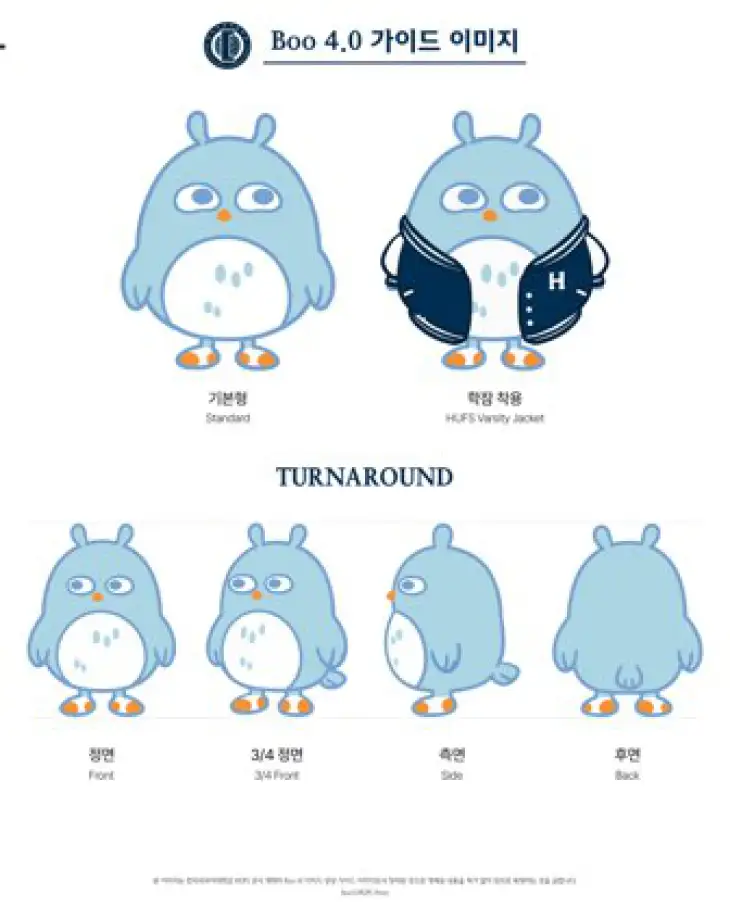 Boo 4.0 가이드 이미지
H
기본형
Standard
학잠 착용
HUFS Varsity Jacket
TURNAROUND
정면
Front
3/4 정면
3/4 Front
측면
Side
후면
Back